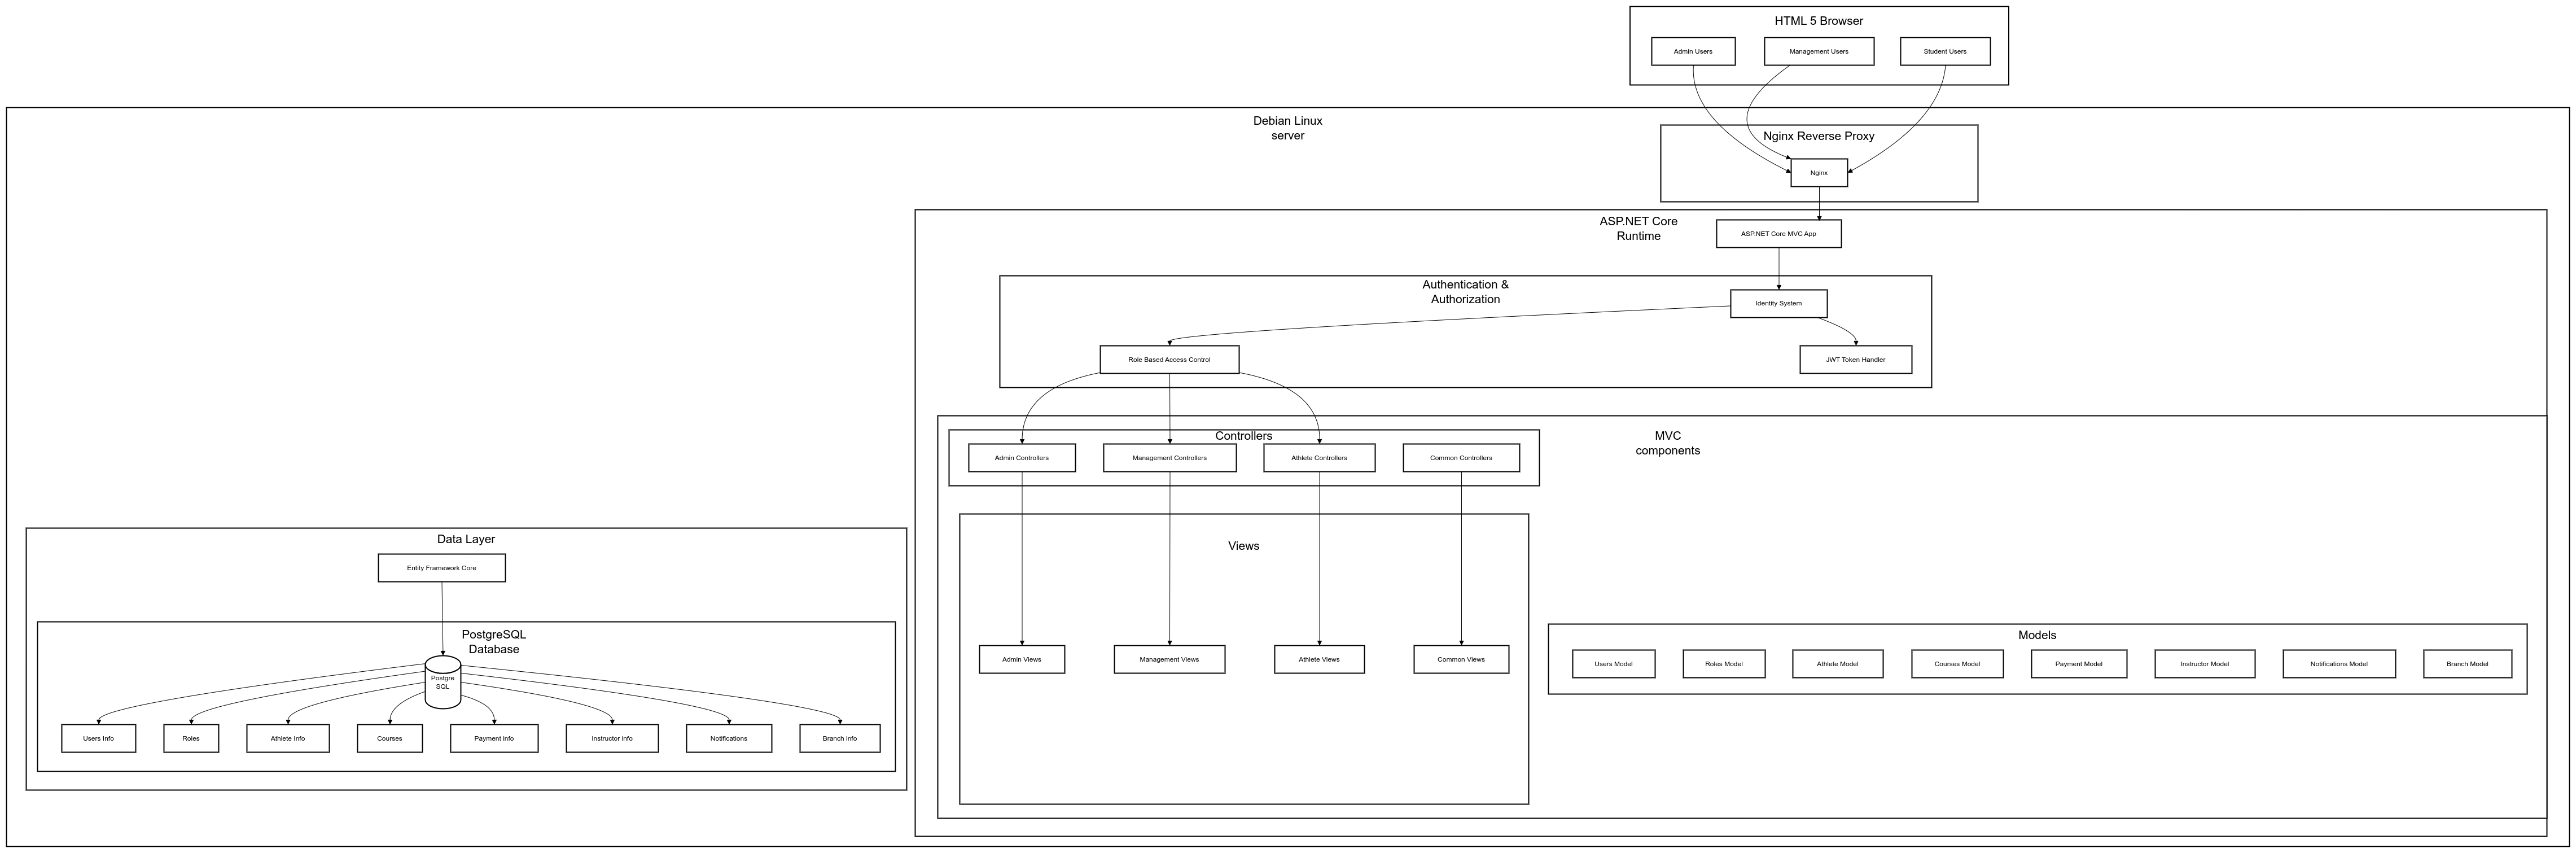 HTML 5 Browser
Admin Users
Management Users
Student Users
Debian Linux
server
Nginx Reverse Proxy
Nginx
ASP.NET Core
Runtime
ASP.NET Core MVC App
Authentication &
Authorization
Identity System
Role Based Access Control
JWT Token Handler
Controllers
MVC
components
Admin Controllers
Management Controllers
Athlete Controllers
Common Controllers
Views
Admin Views
Management Views
Athlete Views
Common Views
Models
Users Model
Roles Model
Athlete Model
Courses Model
Payment Model
Instructor Model
Notifications Model
Branch Model
Data Layer
Entity Framework Core
PostgreSQL
Database
Postgre
SQL
Users Info
Roles
Athlete Info
Courses
Payment info
Instructor info
Notifications
Branch info